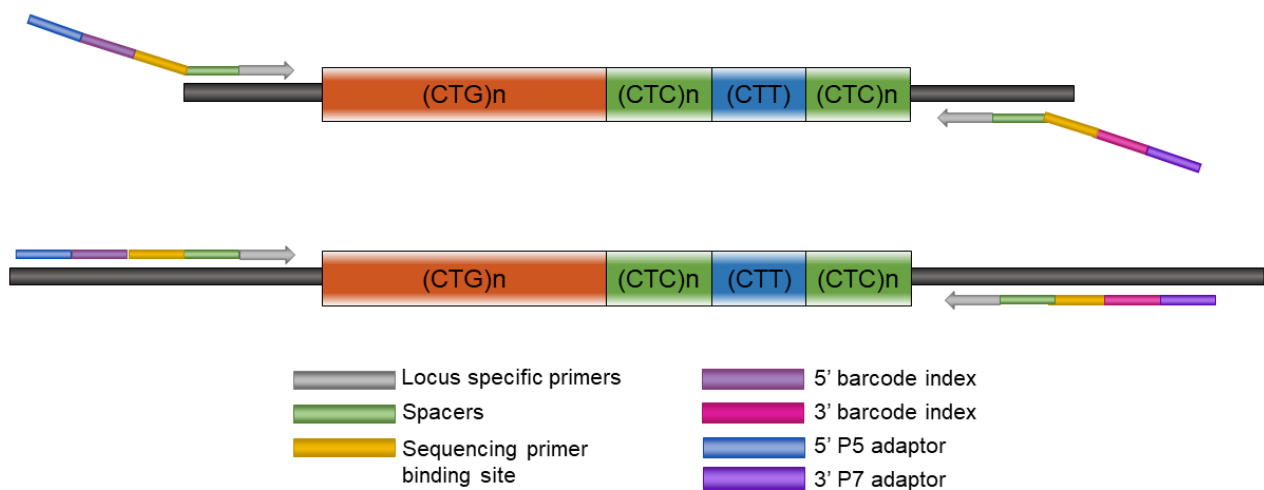 (CTG)n (CTC)n (CTT) (CTC)n
(CTG)n (CTC)n (CTT) (CTC)n
Locus specific primers
Spacers
Sequencing primer
binding site
5’ barcode index
3’ barcode index
5’ P5 adaptor
3’ P7 adaptor